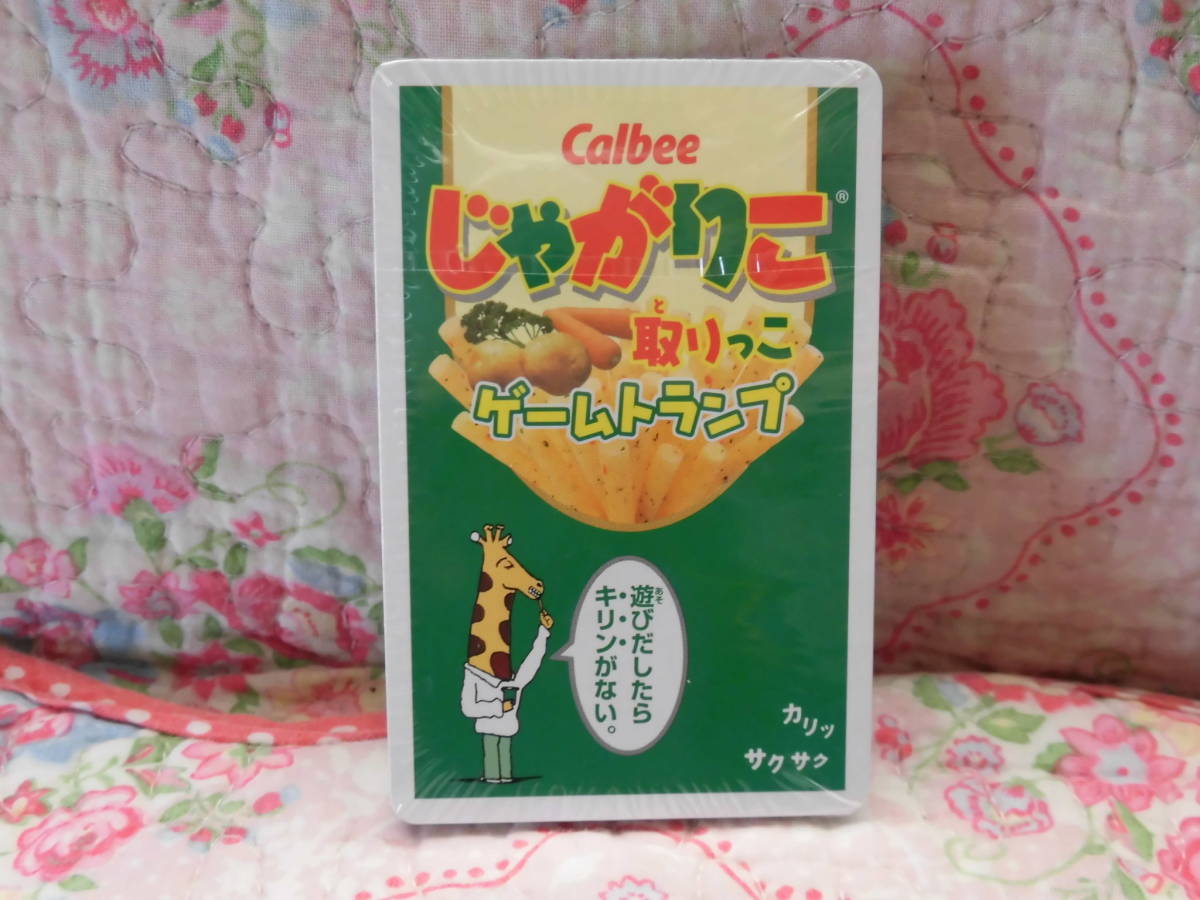 Calbee
じゃがりこ®
と
取りっこ
ゲームトランプ
あそ
遊びだしたら
キリンがない。
カリッ
サクサク